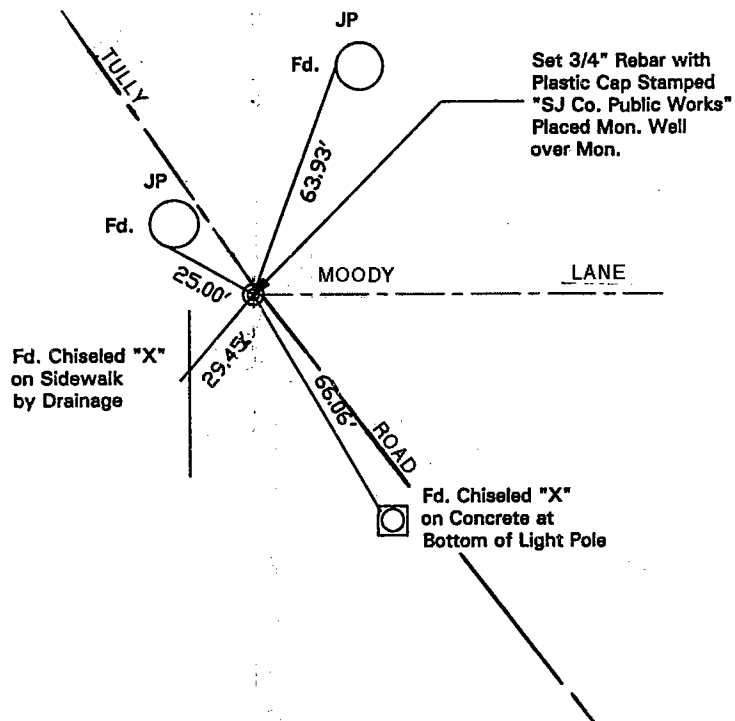 JP
Fd.
Set 3/4" Rebar with
Plastic Cap Stamped
"SJ Co. Public Works"
Placed Mon. Well
over Mon.
TULLY
63.93'
JP
Fd.
25.00'
MOODY LANE
Fd. Chiseled "X"
on Sidewalk
by Drainage
29.45'
66.06'
ROAD
Fd. Chiseled "X"
on Concrete at
Bottom of Light Pole